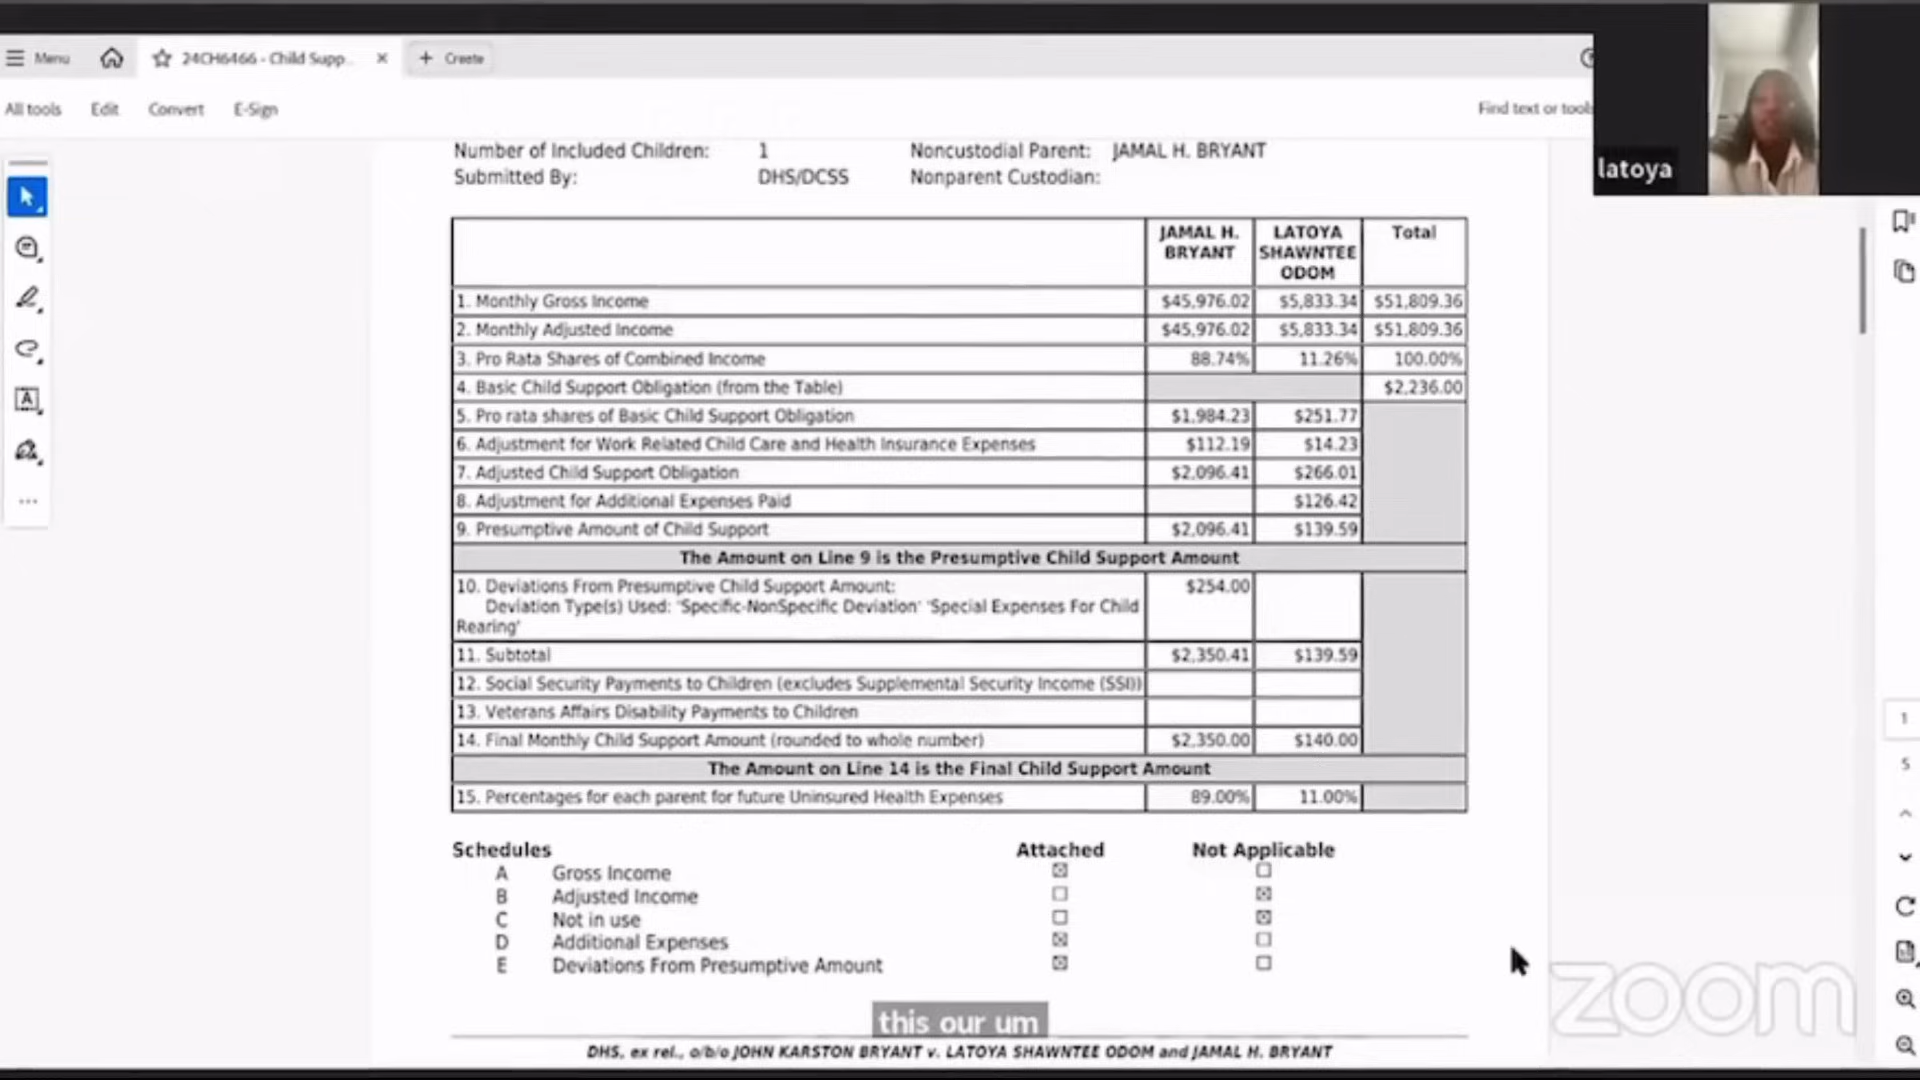 Menu
24CH6466 - Child Supp..
Create
All tools Edit Convert E-Sign
Find text or tools
latoya
Number of Included Children: 1 Noncustodial Parent: JAMAL H. BRYANT
Submitted By: DHS/DCSS Nonparent Custodian:
JAMAL H. BRYANT LATOYA SHAWNTEE ODOM Total
1. Monthly Gross Income $45,976.02 $5,833.34 $51,809.36
2. Monthly Adjusted Income $45,976.02 $5,833.34 $51,809.36
3. Pro Rata Shares of Combined Income 88.74% 11.26% 100.00%
4. Basic Child Support Obligation (from the Table) $2,236.00
5. Pro rata shares of Basic Child Support Obligation $1,984.23 $251.77
6. Adjustment for Work Related Child Care and Health Insurance Expenses $112.19 $14.23
7. Adjusted Child Support Obligation $2,096.41 $266.01
8. Adjustment for Additional Expenses Paid $126.42
9. Presumptive Amount of Child Support $2,096.41 $139.59
The Amount on Line 9 is the Presumptive Child Support Amount
10. Deviations From Presumptive Child Support Amount: $254.00
Deviation Type(s) Used: 'Specific-NonSpecific Deviation' 'Special Expenses For Child
Rearing'
11. Subtotal $2,350.41 $139.59
12. Social Security Payments to Children (excludes Supplemental Security Income (SSI))
13. Veterans Affairs Disability Payments to Children
14. Final Monthly Child Support Amount (rounded to whole number) $2,350.00 $140.00
The Amount on Line 14 is the Final Child Support Amount
15. Percentages for each parent for future Uninsured Health Expenses 89.00% 11.00%
Schedules Attached Not Applicable
A Gross Income
B Adjusted Income
C Not in use
D Additional Expenses
E Deviations From Presumptive Amount
1
5
zoom
this our um
DHS, ex rel., o/b/o JOHN KARSTON BRYANT v. LATOYA SHAWNTEE ODOM and JAMAL H. BRYANT